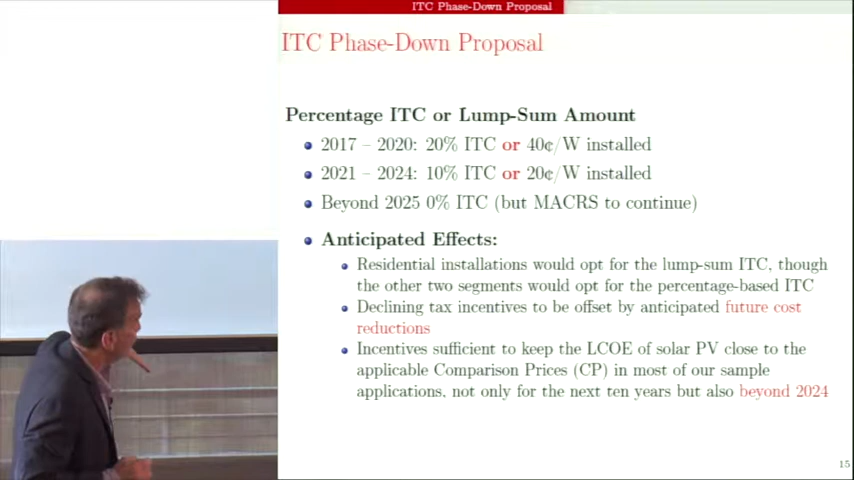 ITC Phase-Down Proposal
ITC Phase-Down Proposal
Percentage ITC or Lump-Sum Amount
2017 – 2020: 20% ITC or 40¢/W installed
2021 – 2024: 10% ITC or 20¢/W installed
Beyond 2025 0% ITC (but MACRS to continue)
Anticipated Effects:
Residential installations would opt for the lump-sum ITC, though
the other two segments would opt for the percentage-based ITC
Declining tax incentives to be offset by anticipated future cost
reductions
Incentives sufficient to keep the LCOE of solar PV close to the
applicable Comparison Prices (CP) in most of our sample
applications, not only for the next ten years but also beyond 2024
15